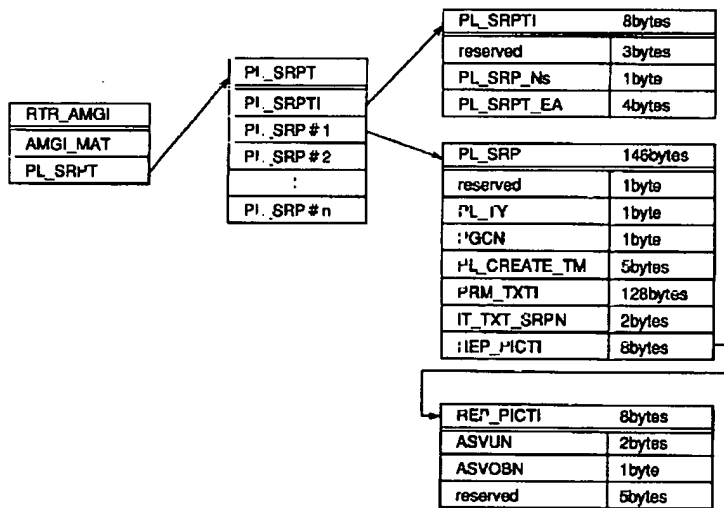 RTR_AMGI
AMGI_MAT
PL_SRPT
PL_SRPT
PL_SRPTI
PL_SRP#1
PL_SRP#2
:
PL_SRP#n
PL_SRPTI 8bytes
reserved 3bytes
PL_SRP_Ns 1byte
PL_SRPT_EA 4bytes
PL_SRP 146bytes
reserved 1byte
PL_TY 1byte
PGCN 1byte
PL_CREATE_TM 5bytes
PRM_TXTI 128bytes
IT_TXT_SRPN 2bytes
REP_PICTI 8bytes
REP_PICTI 8bytes
ASVUN 2bytes
ASVOBN 1byte
reserved 5bytes